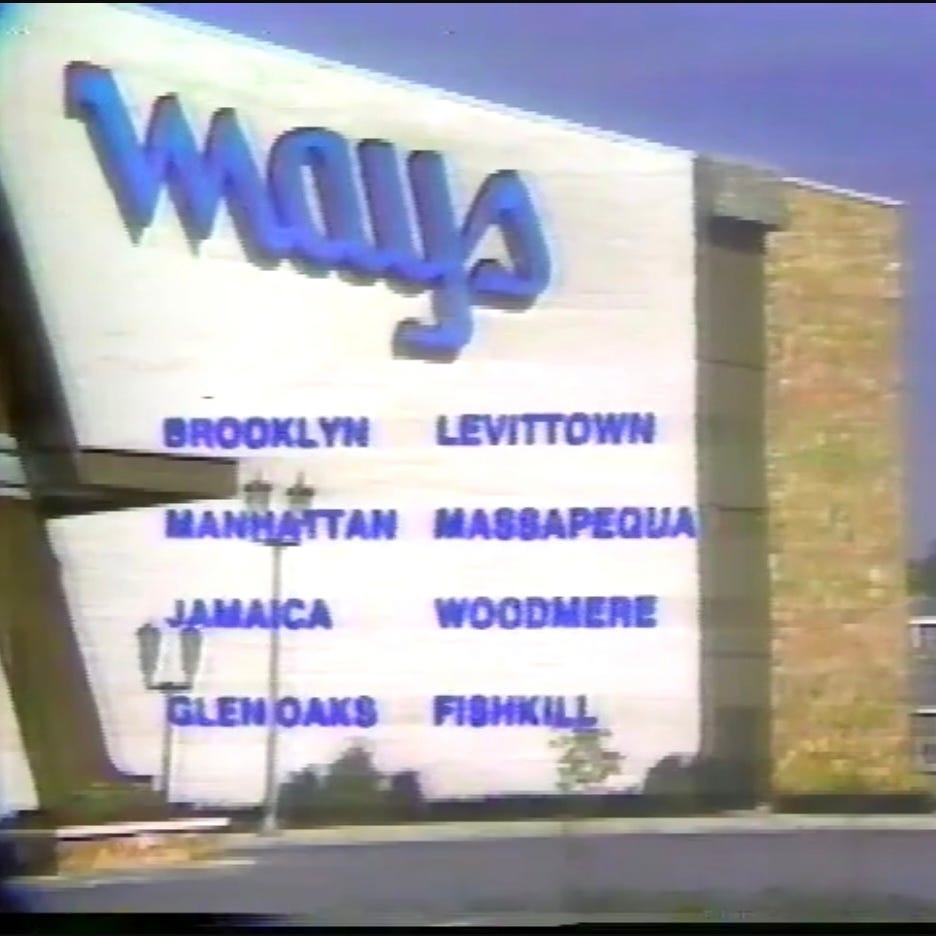 mays
BROOKLYN LEVITTOWN
MANHATTAN MASSAPEQUA
JAMAICA WOODMERE
GLEN OAKS FISHKILL